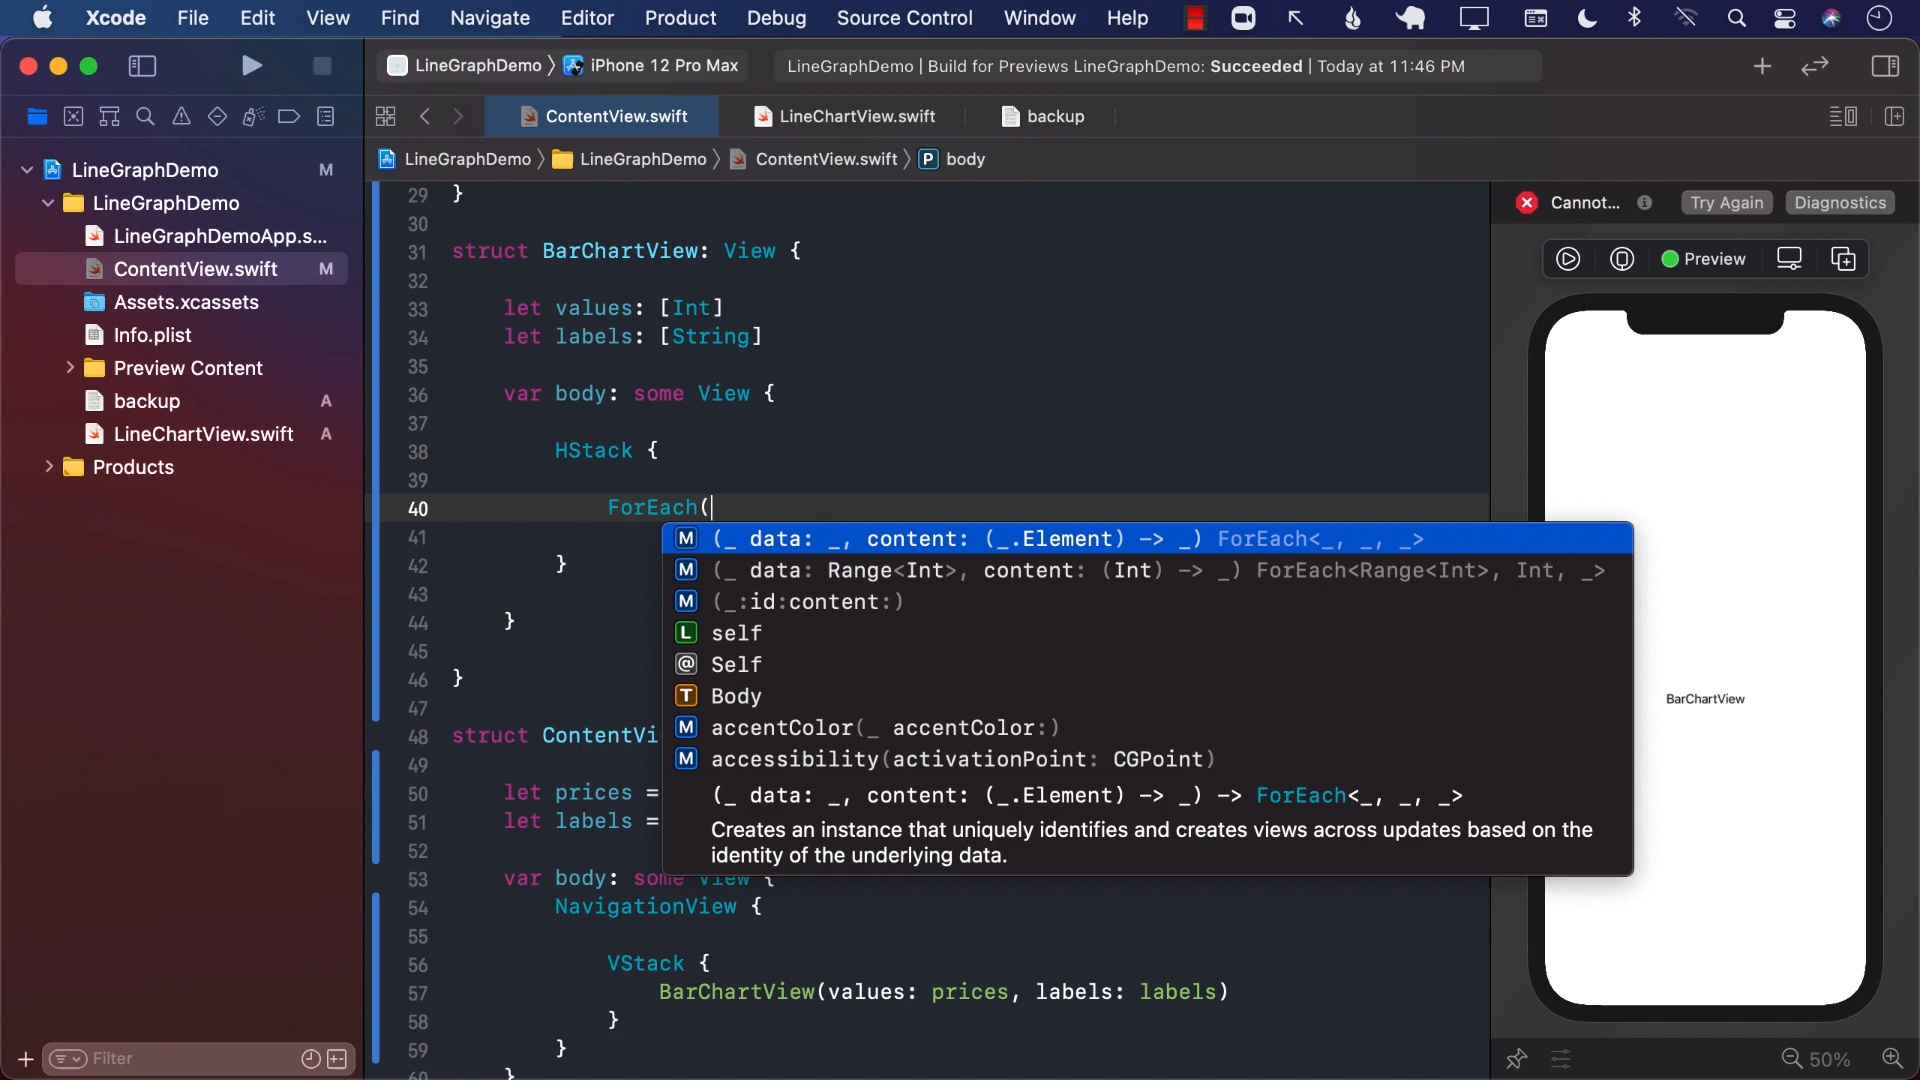 Xcode File Edit View Find Navigate Editor Product Debug Source Control Window Help
LineGraphDemo iPhone 12 Pro Max
LineGraphDemo | Build for Previews LineGraphDemo: Succeeded | Today at 11:46 PM
ContentView.swift LineChartView.swift backup
LineGraphDemo LineGraphDemo ContentView.swift P body
LineGraphDemo M
LineGraphDemo
LineGraphDemoApp.s...
ContentView.swift M
Assets.xcassets
Info.plist
Preview Content
backup A
LineChartView.swift A
Products
Filter
29 }
30
31 struct BarChartView: View {
32
33 let values: [Int]
34 let labels: [String]
35
36 var body: some View {
37
38 HStack {
39
40 ForEach(
41
42 }
43
44 }
45
46 }
47
48 struct ContentVi
49
50 let prices =
51 let labels =
52
53 var body: some View {
54 NavigationView {
55
56 VStack {
57 BarChartView(values: prices, labels: labels)
58 }
59 }
60 }
M (_ data: _, content: (_.Element) -> _) ForEach<_, _, _>
M (_ data: Range<Int>, content: (Int) -> _) ForEach<Range<Int>, Int, _>
M (_:id:content:)
L self
@ Self
T Body
M accentColor(_ accentColor:)
M accessibility(activationPoint: CGPoint)
(_ data: _, content: (_.Element) -> _) -> ForEach<_, _, _>
Creates an instance that uniquely identifies and creates views across updates based on the
identity of the underlying data.
Cannot... Try Again Diagnostics
Preview
BarChartView
50%